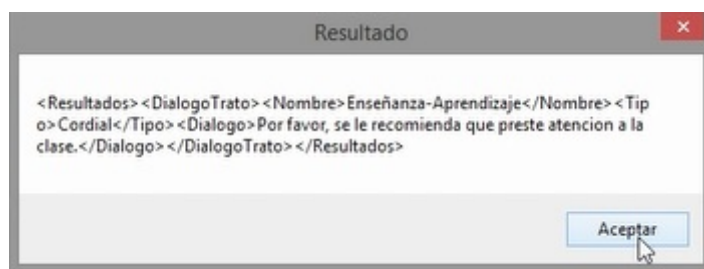 Resultado
<Resultados><DialogoTrato><Nombre>Enseñanza-Aprendizaje</Nombre><Tip
o>Cordial</Tipo><Dialogo>Por favor, se le recomienda que preste atencion a la
clase.</Dialogo></DialogoTrato></Resultados>
Aceptar